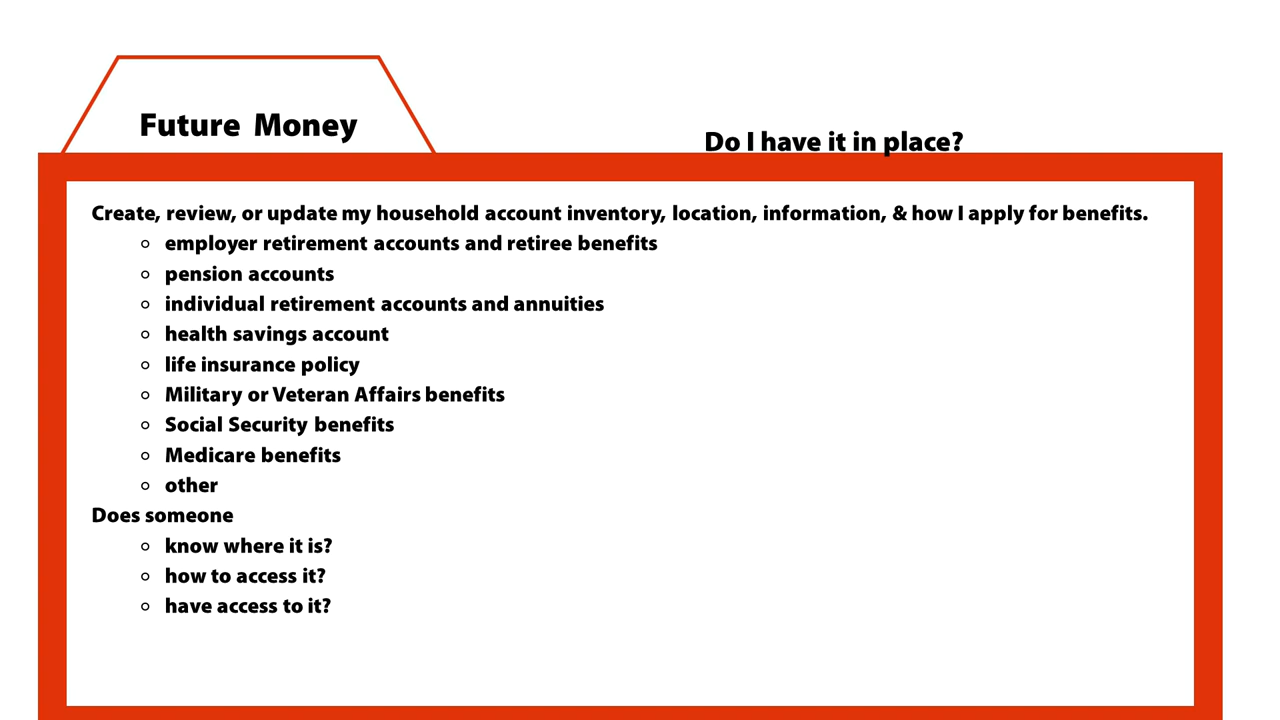 Future Money
Do I have it in place?
Create, review, or update my household account inventory, location, information, & how I apply for benefits.
employer retirement accounts and retiree benefits
pension accounts
individual retirement accounts and annuities
health savings account
life insurance policy
Military or Veteran Affairs benefits
Social Security benefits
Medicare benefits
other
Does someone
know where it is?
how to access it?
have access to it?